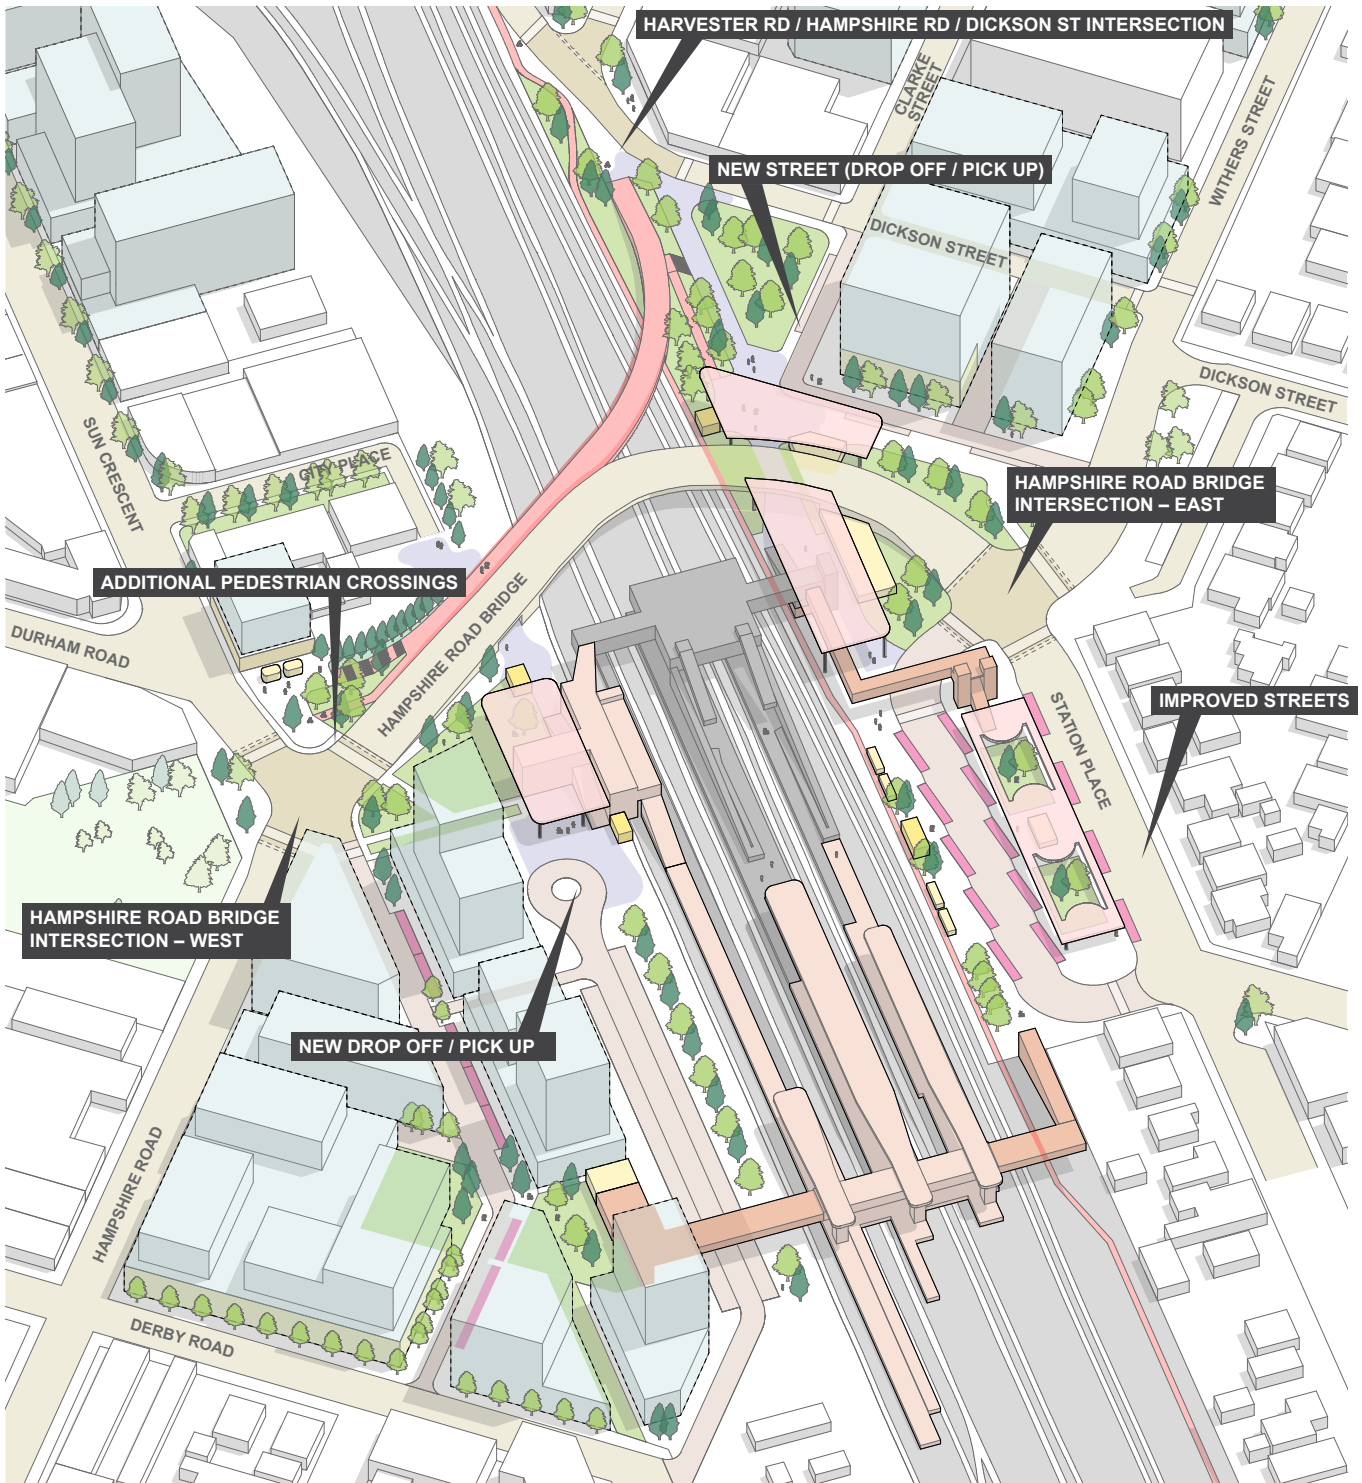 HARVESTER RD / HAMPSHIRE RD / DICKSON ST INTERSECTION
CLARKE
STREET
WITHERS STREET
NEW STREET (DROP OFF / PICK UP)
DICKSON STREET
DICKSON STREET
SUN CRESCENT
CITY PLACE
HAMPSHIRE ROAD BRIDGE
INTERSECTION – EAST
ADDITIONAL PEDESTRIAN CROSSINGS
DURHAM ROAD
HAMPSHIRE ROAD BRIDGE
STATION PLACE
IMPROVED STREETS
HAMPSHIRE ROAD BRIDGE
INTERSECTION – WEST
NEW DROP OFF / PICK UP
HAMPSHIRE ROAD
DERBY ROAD